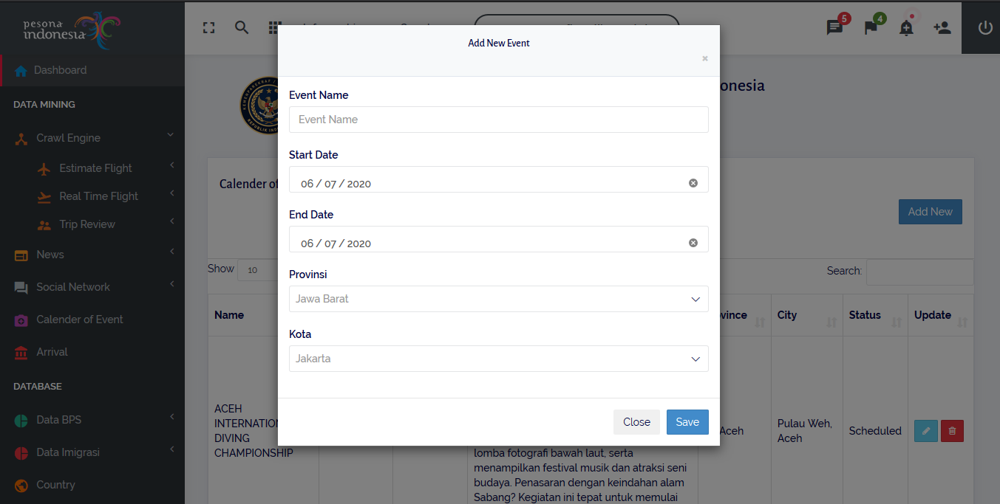 pesona
indonesia
5
4
Dashboard
DATA MINING
Crawl Engine
Estimate Flight
Real Time Flight
Trip Review
News
Social Network
Calender of Event
Arrival
DATABASE
Data BPS
Data Imigrasi
Country
Add New Event
×
Event Name
Event Name
Start Date
06 / 07 / 2020
End Date
06 / 07 / 2020
Provinsi
Jawa Barat
Kota
Jakarta
Close
Save
onesia
Calender of
Add New
Show 10
Search:
Name
vince
City
Status
Update
ACEH
INTERNATION
DIVING
CHAMPIONSHIP
lomba fotografi bawah laut, serta
menampilkan festival musik dan atraksi seni
budaya. Penasaran dengan keindahan alam
Sabang? Kegiatan ini tepat untuk memulai
Aceh
Pulau Weh,
Aceh
Scheduled